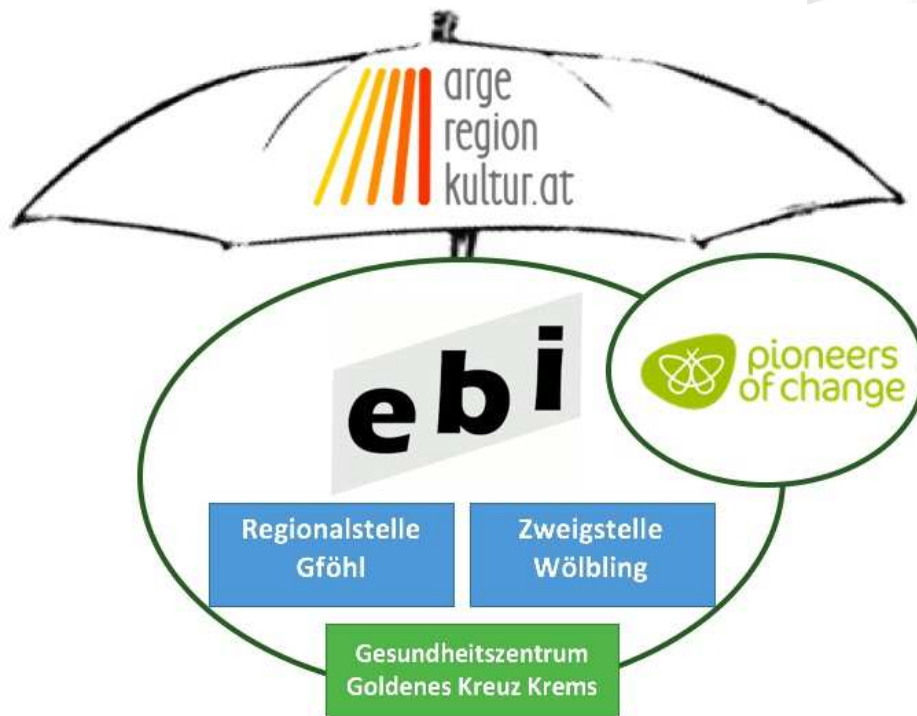 arge
region
kultur.at
ebi
pioneers
of change
Regionalstelle
Gföhl
Zweigstelle
Wölbling
Gesundheitszentrum
Goldenes Kreuz Krems